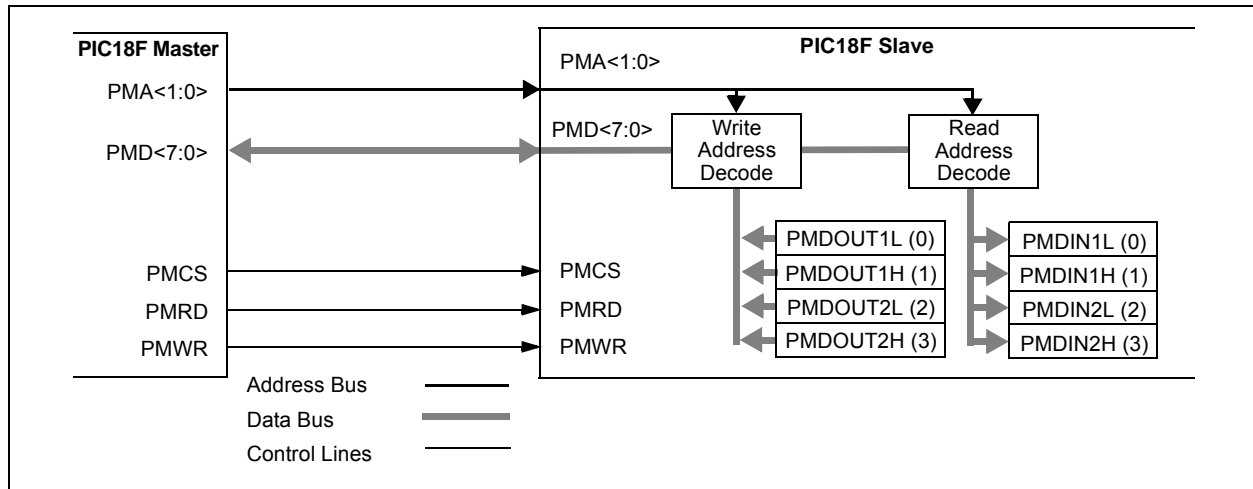 PIC18F Master
PIC18F Slave
PMA<1:0>
PMA<1:0>
PMD<7:0>
PMD<7:0>
Write
Address
Decode
Read
Address
Decode
PMDOUT1L (0)
PMDIN1L (0)
PMCS
PMCS
PMDOUT1H (1)
PMDIN1H (1)
PMRD
PMRD
PMDOUT2L (2)
PMDIN2L (2)
PMWR
PMWR
PMDOUT2H (3)
PMDIN2H (3)
Address Bus
Data Bus
Control Lines